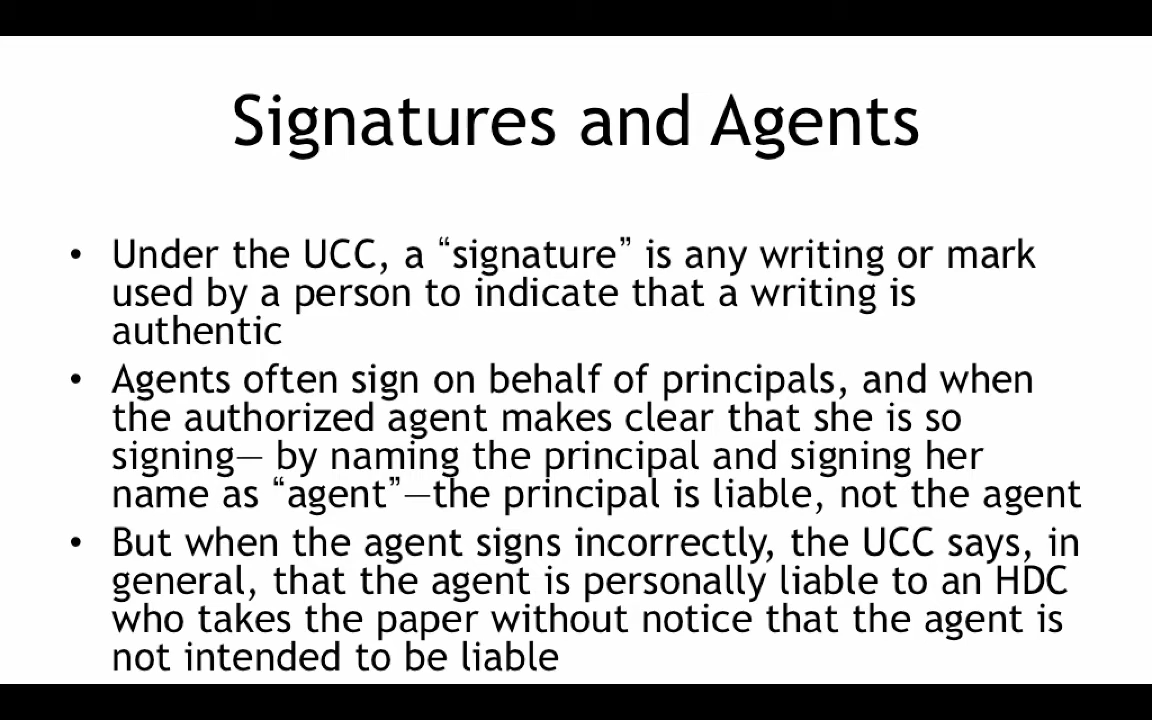 Signatures and Agents
• Under the UCC, a “signature” is any writing or mark
used by a person to indicate that a writing is
authentic
• Agents often sign on behalf of principals, and when
the authorized agent makes clear that she is so
signing— by naming the principal and signing her
name as “agent”—the principal is liable, not the agent
• But when the agent signs incorrectly, the UCC says, in
general, that the agent is personally liable to an HDC
who takes the paper without notice that the agent is
not intended to be liable